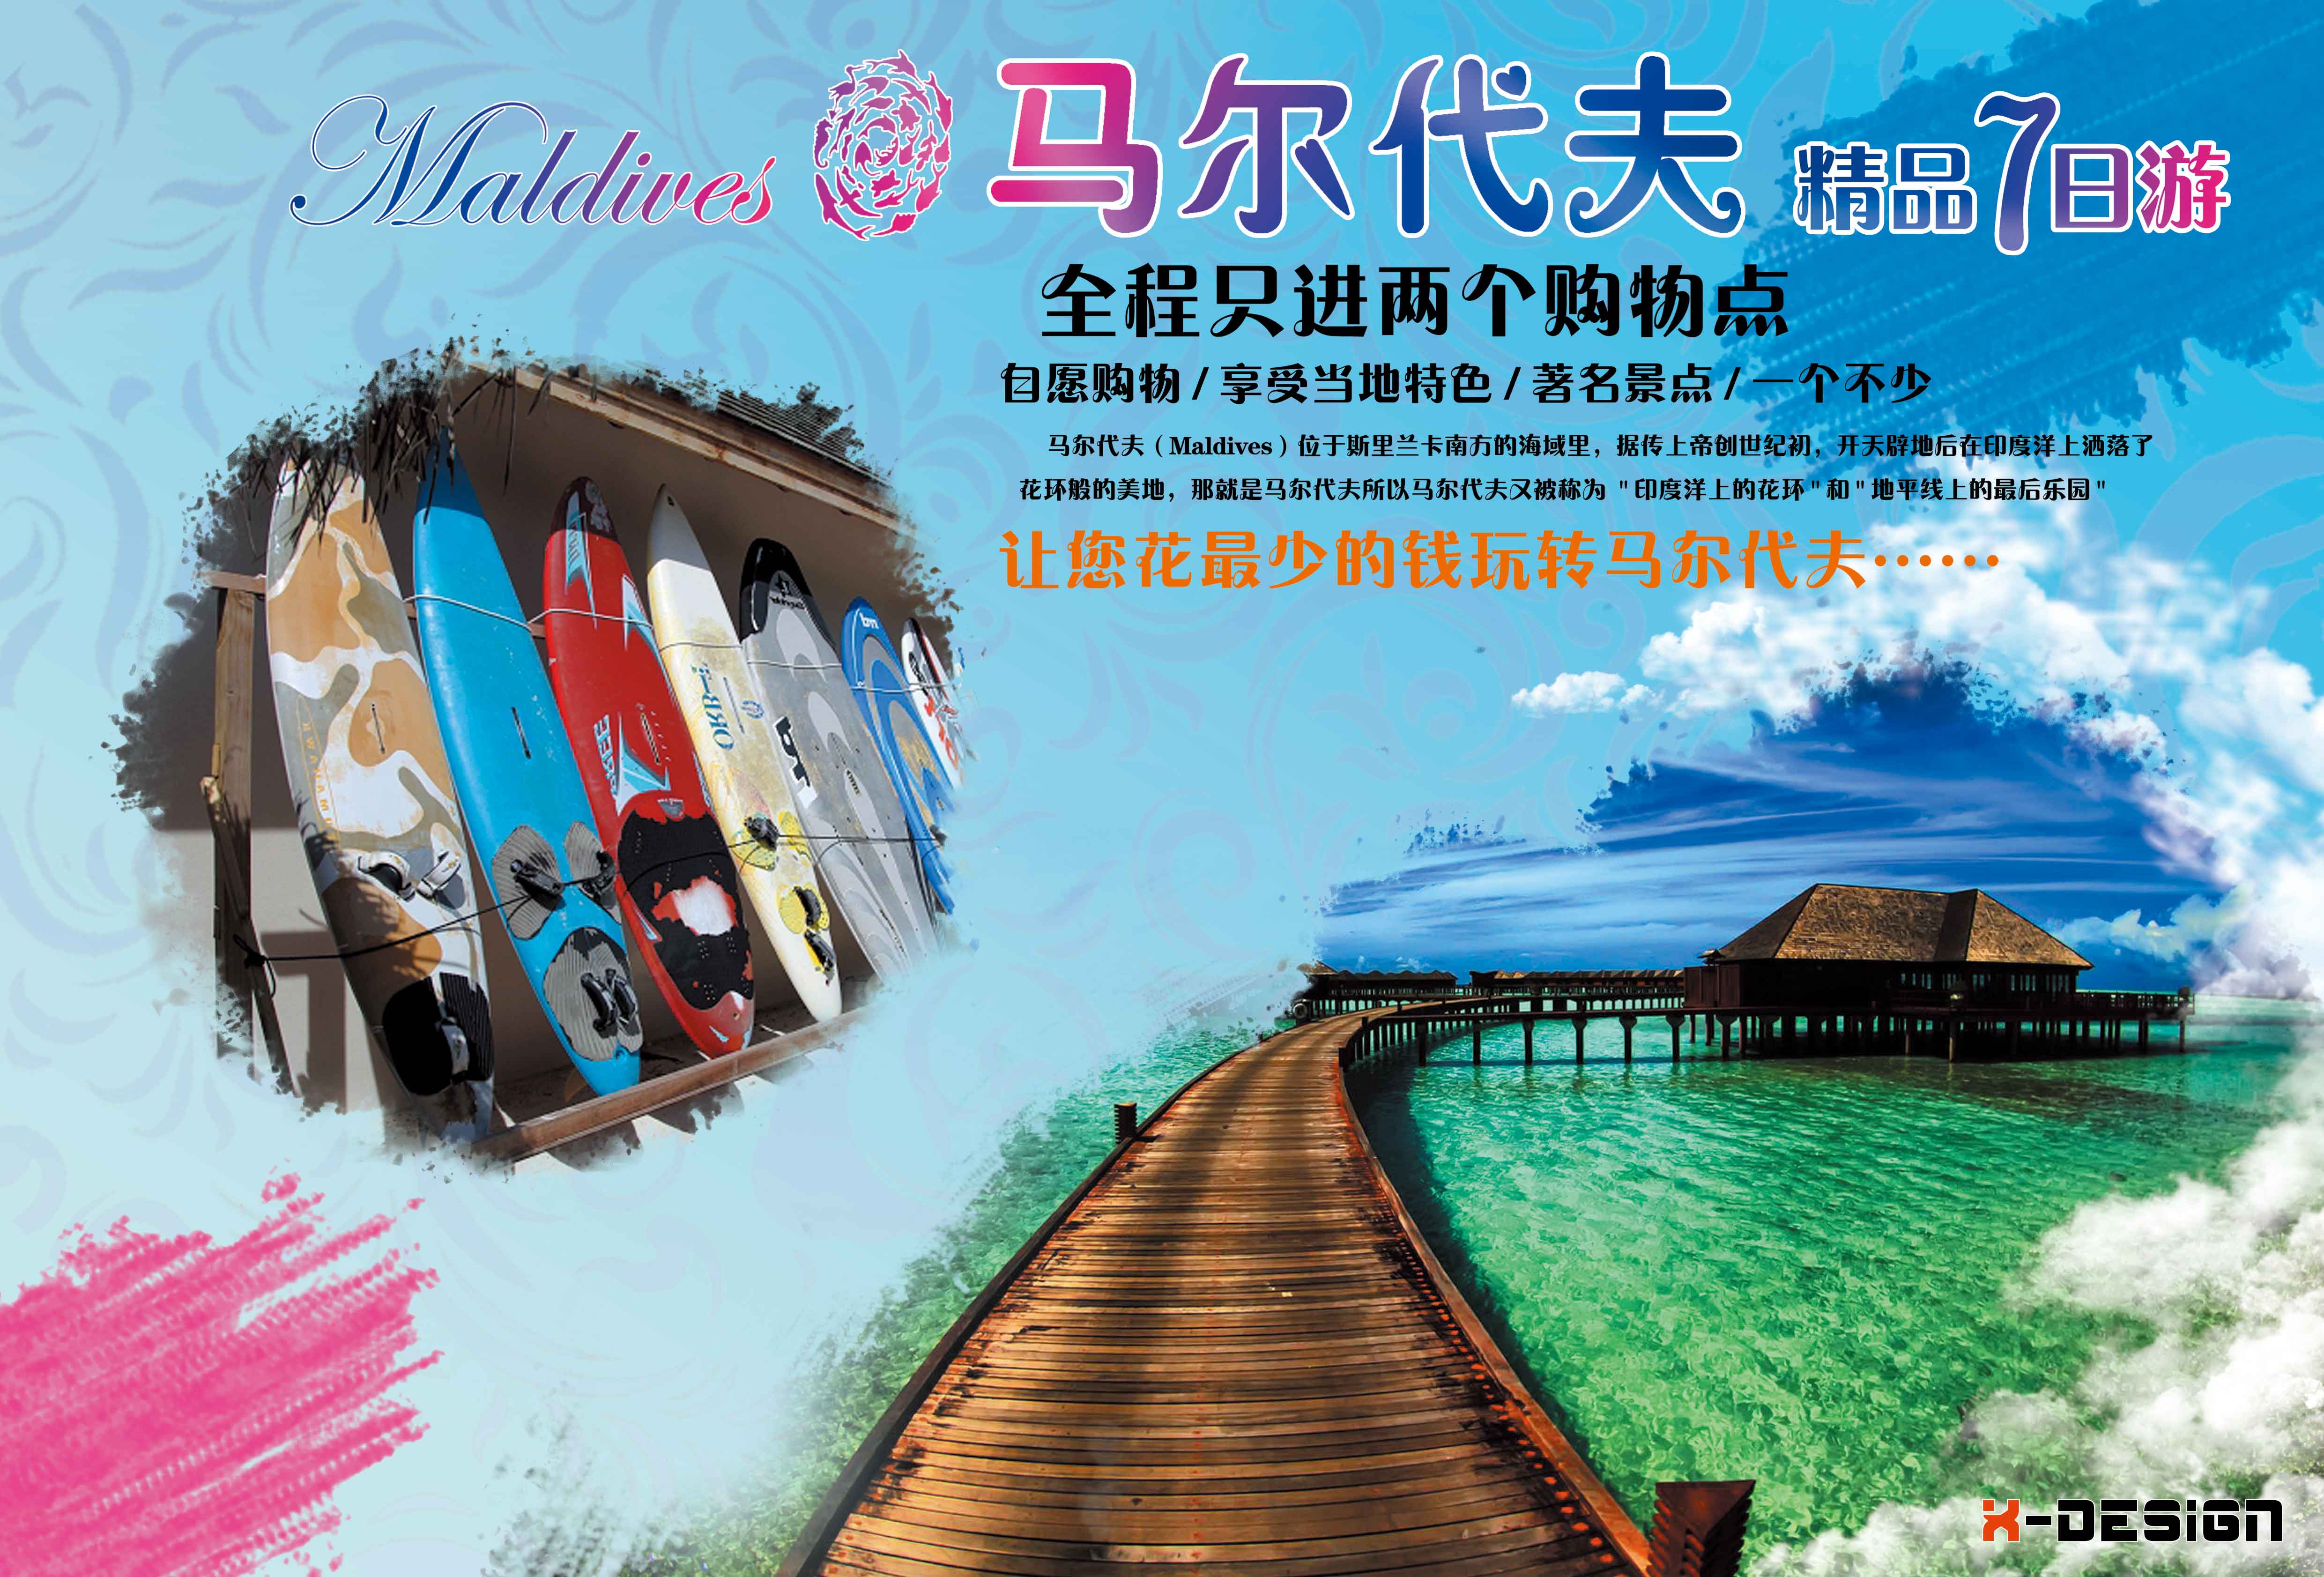 Maldives 马尔代夫 精品7日游
全程只进两个购物点
自愿购物/享受当地特色/著名景点/一个不少
马尔代夫（Maldives）位于斯里兰卡南方的海域里，据传上帝创世纪初，开天辟地后在印度洋上洒落了
花环般的美地，那就是马尔代夫所以马尔代夫又被称为 "印度洋上的花环"和"地平线上的最后乐园"
让您花最少的钱玩转马尔代夫……
ORBIT
bic
X-DESIGN